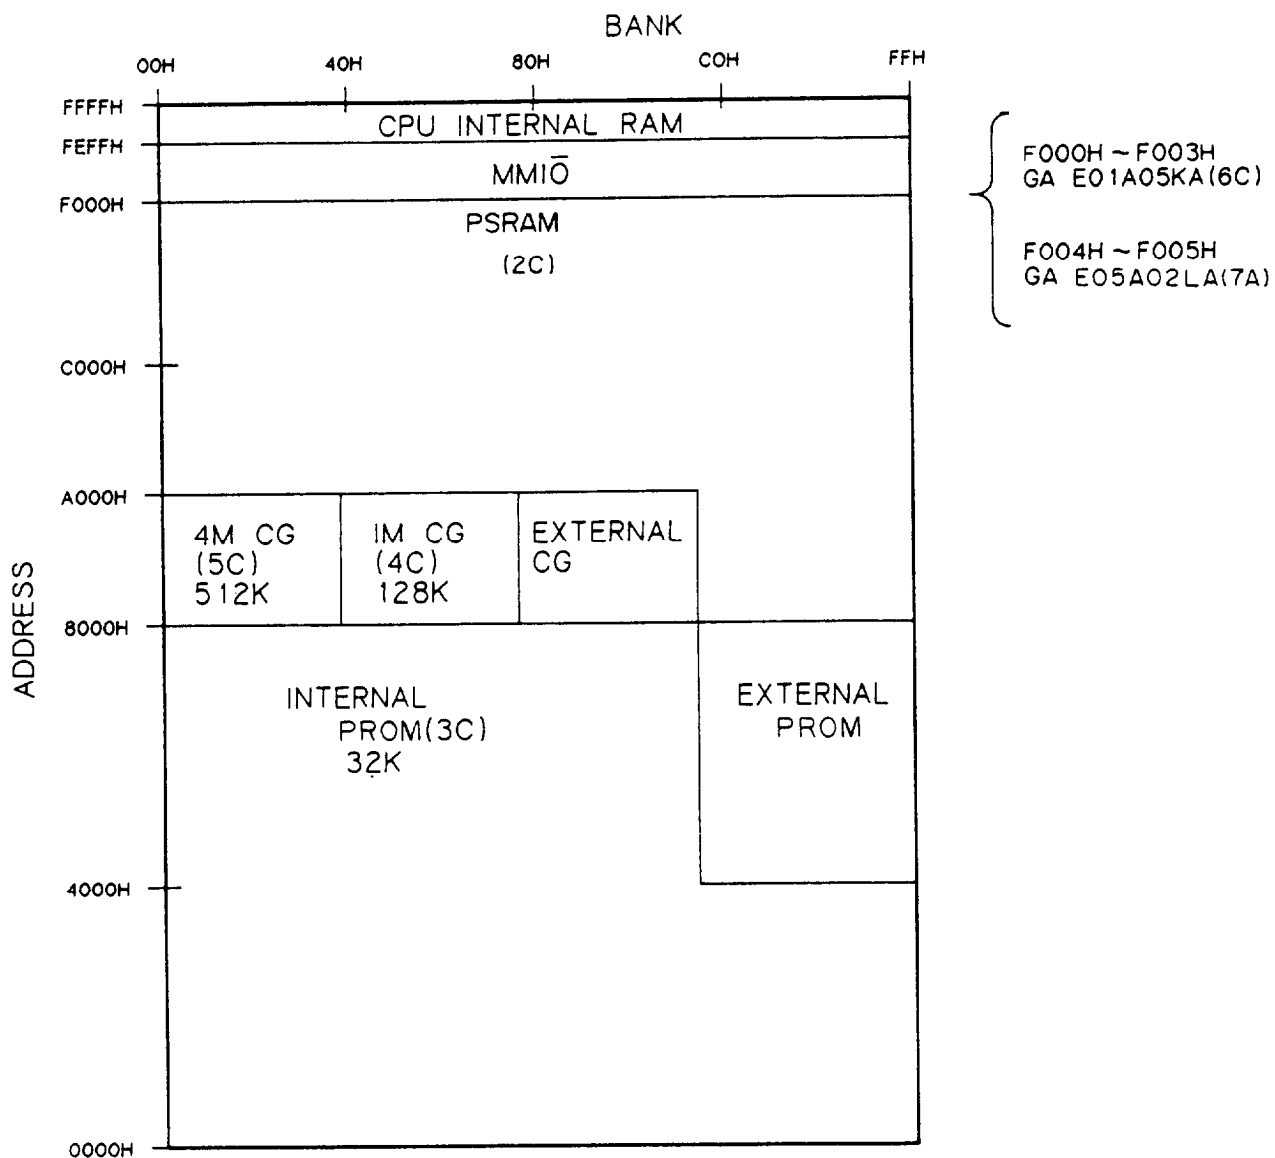 BANK
00H 40H 80H C0H FFH
FFFFH
CPU INTERNAL RAM
FEFFH
MMIŌ
F000H
PSRAM
(2C)
F000H ~ F003H
GA E01A05KA(6C)
F004H ~ F005H
GA E05A02LA(7A)
C000H
A000H
4M CG
(5C)
512K
1M CG
(4C)
128K
EXTERNAL
CG
8000H
ADDRESS
INTERNAL
PROM(3C)
32K
EXTERNAL
PROM
4000H
0000H